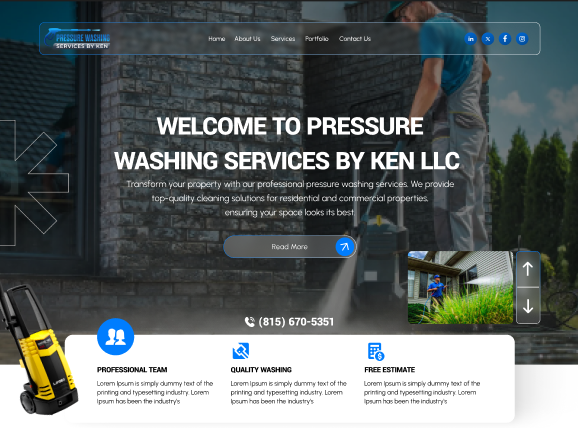 PRESSURE WASHING
SERVICES BY KEN
Home About Us Services Portfolio Contact Us
WELCOME TO PRESSURE
WASHING SERVICES BY KEN LLC
Transform your property with our professional pressure washing services. We provide
top-quality cleaning solutions for residential and commercial properties,
ensuring your space looks its best.
Read More
(815) 670-5351
PROFESSIONAL TEAM
Lorem Ipsum is simply dummy text of the
printing and typesetting industry. Lorem
Ipsum has been the industry's
QUALITY WASHING
Lorem Ipsum is simply dummy text of the
printing and typesetting industry. Lorem
Ipsum has been the industry's
FREE ESTIMATE
Lorem Ipsum is simply dummy text of the
printing and typesetting industry. Lorem
Ipsum has been the industry's